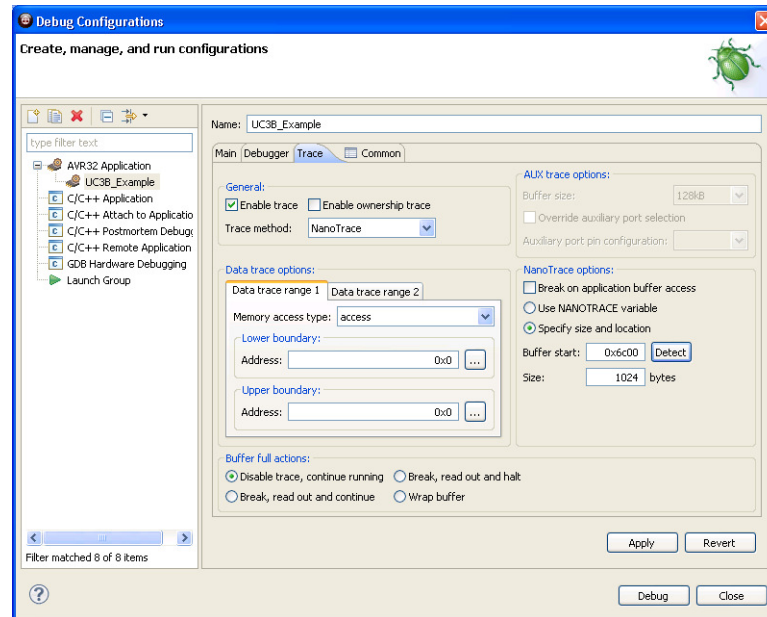 Debug Configurations
Create, manage, and run configurations
type filter text
AVR32 Application
UC3B_Example
C/C++ Application
C/C++ Attach to Applicatio
C/C++ Postmortem Debugg
C/C++ Remote Application
GDB Hardware Debugging
Launch Group
Filter matched 8 of 8 items
Name: UC3B_Example
Main Debugger Trace Common
General:
Enable trace Enable ownership trace
Trace method: NanoTrace
Data trace options:
Data trace range 1 Data trace range 2
Memory access type: access
Lower boundary:
Address: 0x0 ...
Upper boundary:
Address: 0x0 ...
AUX trace options:
Buffer size: 128kB
Override auxiliary port selection
Auxiliary port pin configuration:
NanoTrace options:
Break on application buffer access
Use NANOTRACE variable
Specify size and location
Buffer start: 0x6c00 Detect
Size: 1024 bytes
Buffer full actions:
Disable trace, continue running Break, read out and halt
Break, read out and continue Wrap buffer
Apply Revert
? Debug Close